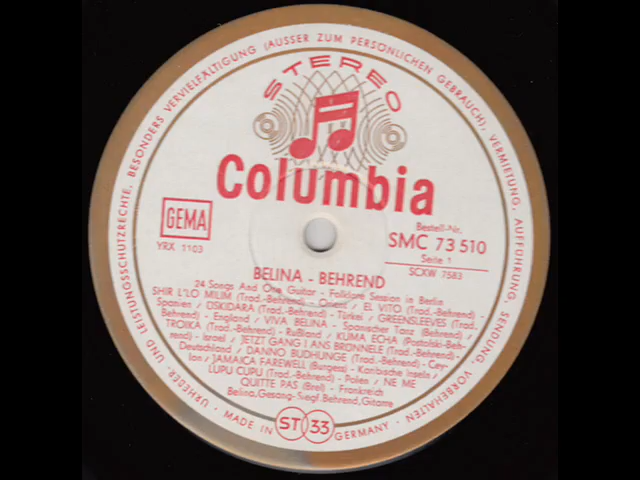 URHEBER- UND LEISTUNGSSCHUTZRECHTE, BESONDERS VERVIELFÄLTIGUNG (AUSSER ZUM PERSÖNLICHEN GEBRAUCH), VERMIETUNG, AUFFÜHRUNG, SENDUNG, VORBEHALTEN
STEREO
Columbia
GEMA
YRX 1103
Bestell-Nr.
SMC 73 510
Seite 1
SCXW 7583
BELINA - BEHREND
24 Songs And One Guitar - Folklore Session in Berlin
SHIR L'LO MILIM (Trad.-Behrend) - Orient / EL VITO (Trad.-Behrend) -
Spanien / OSKIDARA (Trad.-Behrend) - Türkei / GREENSLEEVES (Trad.-
Behrend) - England / VIVA BELINA - Spanischer Tanz (Behrend) /
TROIKA (Trad.-Behrend) - Rußland / KUMA ECHA (Postolski-Behrend)
- Israel / JETZT GANG I ANS BRÜNNELE (Trad.-Behrend) -
Deutschland / DANNO BUDHUNGE (Trad.-Behrend) - Cey-
lon / JAMAICA FAREWELL (Burgess) - Karibische Inseln /
LUPU CUPU (Trad.-Behrend) - Polen / NE ME
QUITTE PAS (Brel) - Frankreich
Belina, Gesang - Siegf. Behrend, Gitarre
ST 33
MADE IN GERMANY